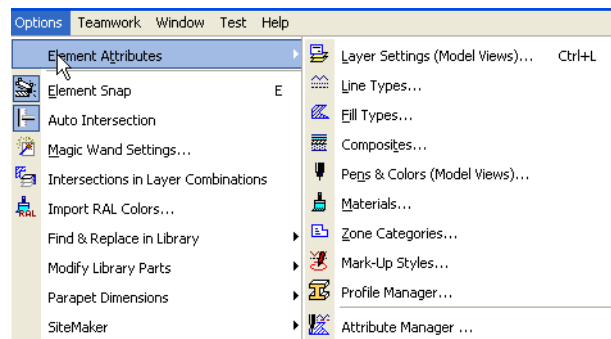 Options Teamwork Window Test Help
Element Attributes
Element Snap E
Auto Intersection
Magic Wand Settings...
Intersections in Layer Combinations
RAL Import RAL Colors...
Find & Replace in Library
Modify Library Parts
Parapet Dimensions
SiteMaker
Layer Settings (Model Views)... Ctrl+L
Line Types...
Fill Types...
Composites...
Pens & Colors (Model Views)...
Materials...
Zone Categories...
Mark-Up Styles...
Profile Manager...
Attribute Manager ...